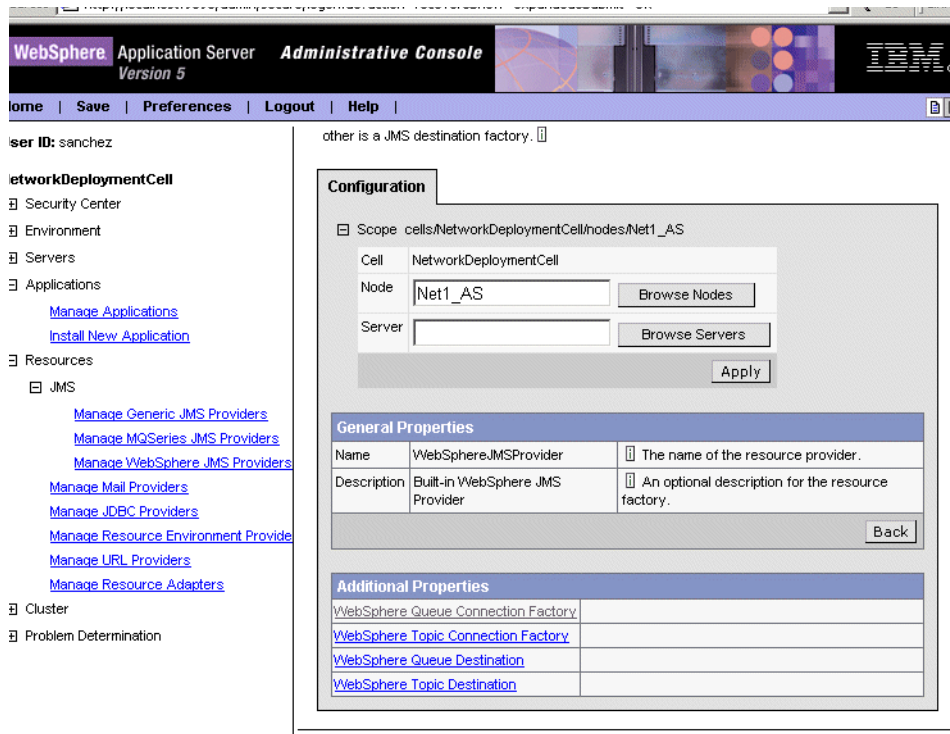 WebSphere Application Server Administrative Console
Version 5
IBM.
Home | Save | Preferences | Logout | Help |
User ID: sanchez
other is a JMS destination factory. i
NetworkDeploymentCell
Security Center
Environment
Servers
Applications
Manage Applications
Install New Application
Resources
JMS
Manage Generic JMS Providers
Manage MQSeries JMS Providers
Manage WebSphere JMS Providers
Manage Mail Providers
Manage JDBC Providers
Manage Resource Environment Provide
Manage URL Providers
Manage Resource Adapters
Cluster
Problem Determination
Configuration
Scope cells/NetworkDeploymentCell/nodes/Net1_AS
Cell NetworkDeploymentCell
Node Net1_AS Browse Nodes
Server Browse Servers
Apply
General Properties
Name WebSphereJMSProvider i The name of the resource provider.
Description Built-in WebSphere JMS Provider i An optional description for the resource factory.
Back
Additional Properties
WebSphere Queue Connection Factory
WebSphere Topic Connection Factory
WebSphere Queue Destination
WebSphere Topic Destination